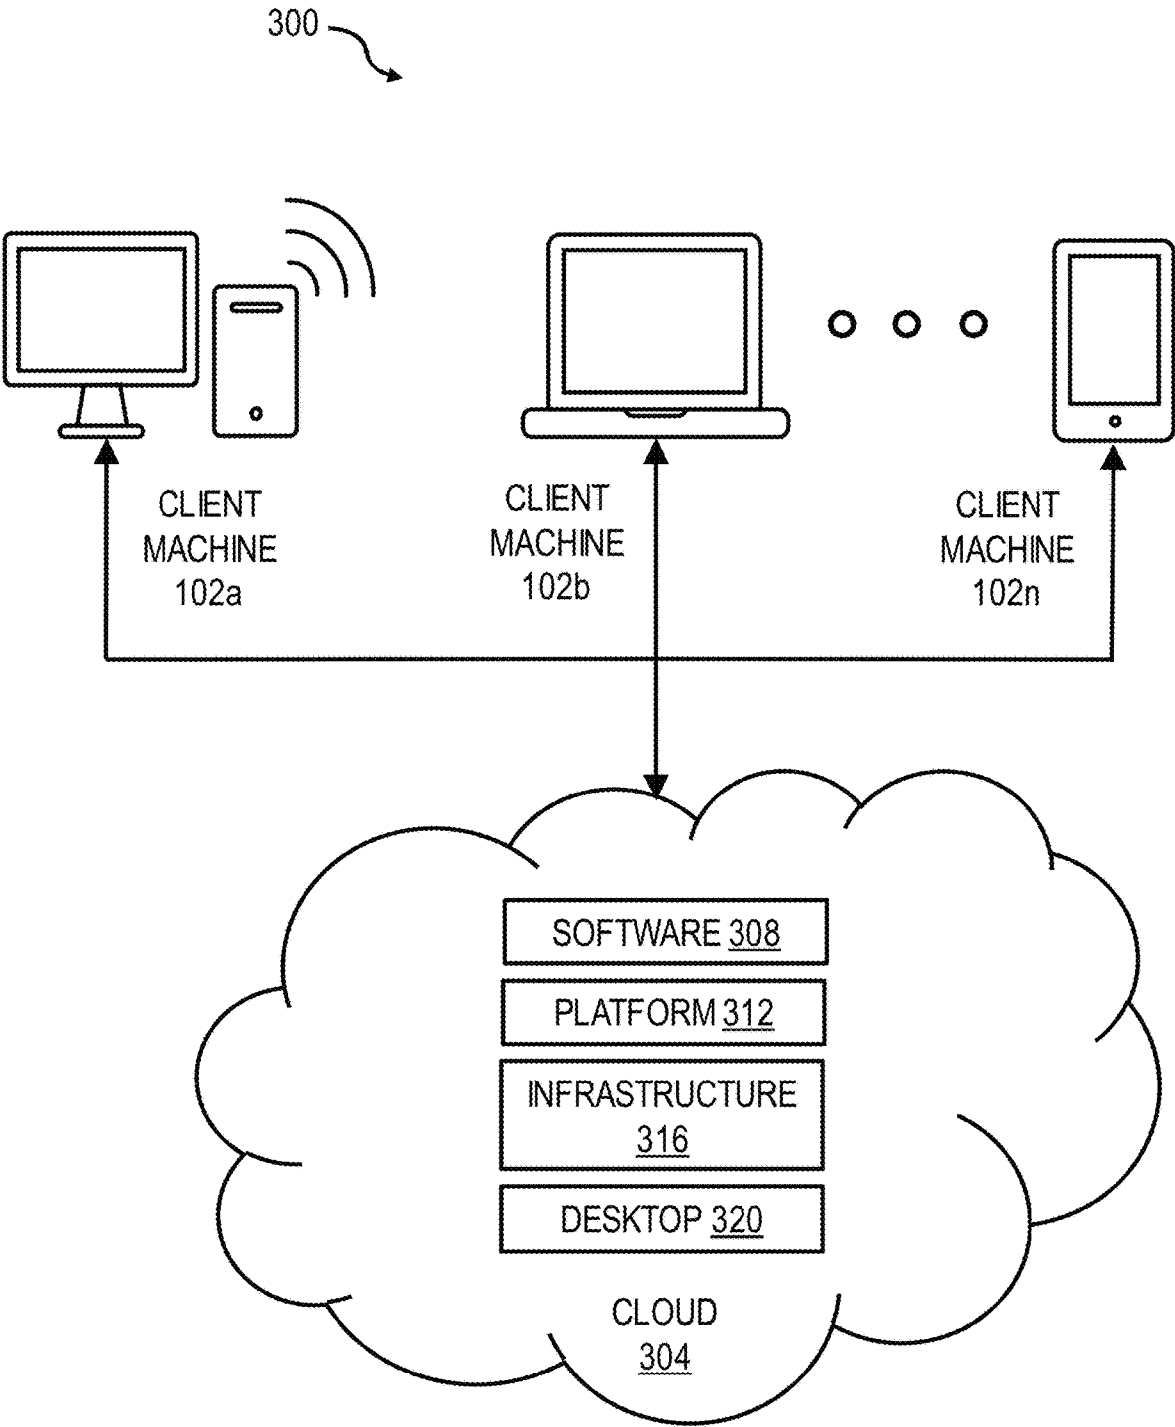 300
CLIENT
MACHINE
102a
CLIENT
MACHINE
102b
CLIENT
MACHINE
102n
SOFTWARE 308
PLATFORM 312
INFRASTRUCTURE
316
DESKTOP 320
CLOUD
304